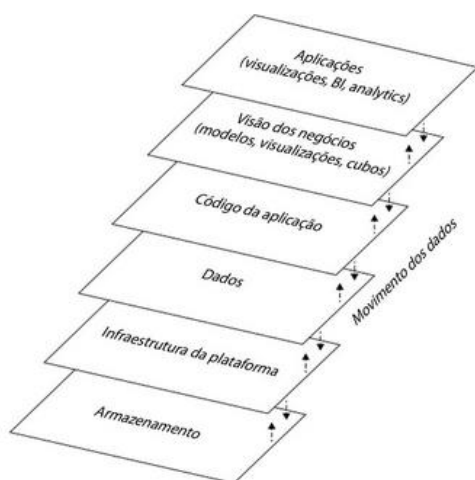 Aplicações
(visualizações, BI, analytics)
Visão dos negócios
(modelos, visualizações, cubos)
Código da aplicação
Dados
Movimento dos dados
Infraestrutura da plataforma
Armazenamento